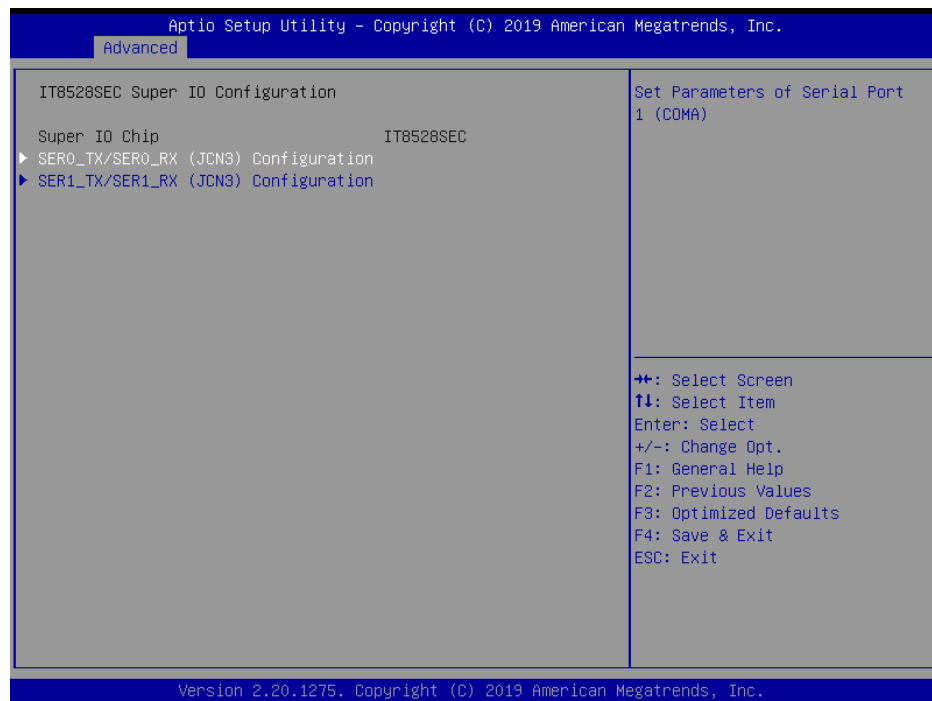 Aptio Setup Utility – Copyright (C) 2019 American Megatrends, Inc.
Advanced
IT8528SEC Super IO Configuration
Super IO Chip IT8528SEC
SER0_TX/SER0_RX (JCN3) Configuration
SER1_TX/SER1_RX (JCN3) Configuration
Set Parameters of Serial Port
1 (COMA)
→←: Select Screen
↑↓: Select Item
Enter: Select
+/-: Change Opt.
F1: General Help
F2: Previous Values
F3: Optimized Defaults
F4: Save & Exit
ESC: Exit
Version 2.20.1275. Copyright (C) 2019 American Megatrends, Inc.